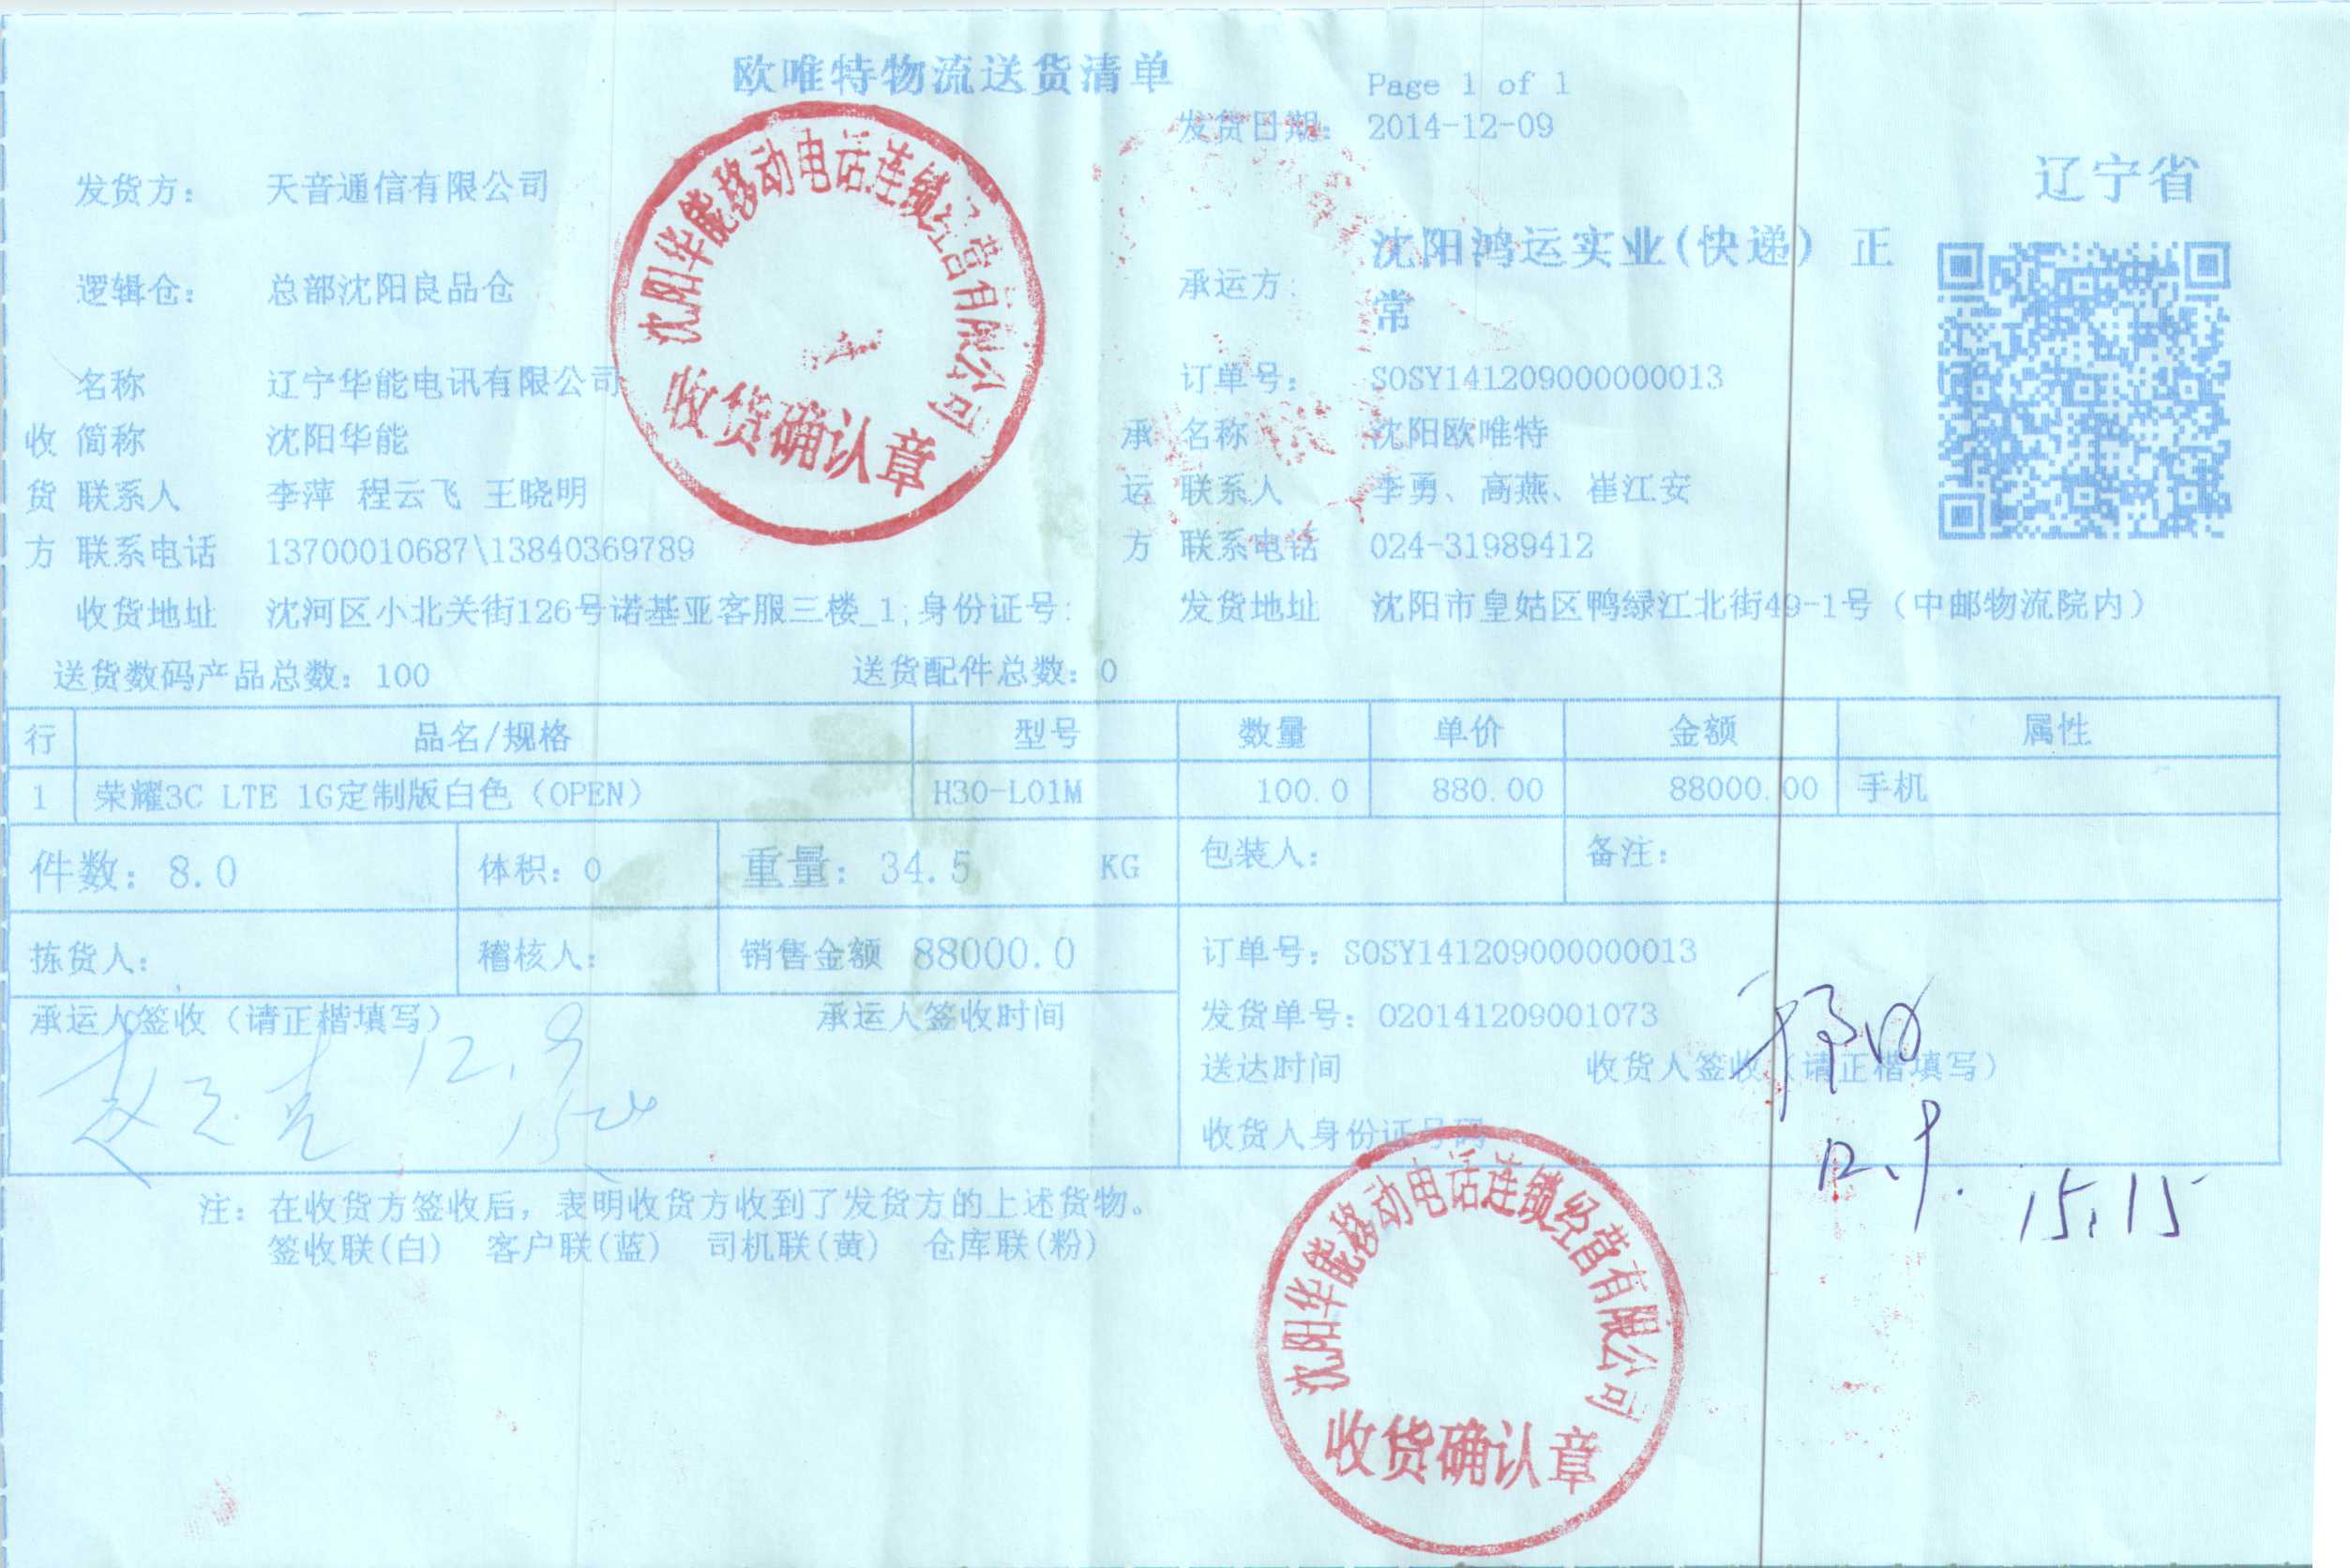 欧唯特物流送货清单
Page 1 of 1
发货日期: 2014-12-09
辽宁省
发货方: 天音通信有限公司
承运方: 沈阳鸿运实业(快递) 正常
逻辑仓: 总部沈阳良品仓
名称 辽宁华能电讯有限公司
订单号: SOSY141209000000013
收 简称 沈阳华能
承 名称 沈阳欧唯特
货 联系人 李萍 程云飞 王晓明
运 联系人 李勇、高燕、崔江安
方 联系电话 13700010687\13840369789
方 联系电话 024-31989412
收货地址 沈河区小北关街126号诺基亚客服三楼_1;身份证号:
发货地址 沈阳市皇姑区鸭绿江北街49-1号（中邮物流院内）
送货数码产品总数: 100 送货配件总数: 0
行 品名/规格 型号 数量 单价 金额 属性
1 荣耀3C LTE 1G定制版白色（OPEN） H30-L01M 100.0 880.00 88000.00 手机
件数: 8.0 体积: 0 重量: 34.5 KG 包装人: 备注:
拣货人: 稽核人: 销售金额 88000.0 订单号: SOSY141209000000013
承运人签收（请正楷填写） 承运人签收时间
发货单号: 020141209001073
送达时间 收货人签收（请正楷填写）
收货人身份证号码
12.9
12.9. 15:15
注: 在收货方签收后，表明收货方收到了发货方的上述货物。
签收联(白) 客户联(蓝) 司机联(黄) 仓库联(粉)
沈阳华能移动电话连锁经营有限公司
收货确认章
沈阳华能移动电话连锁经营有限公司
收货确认章